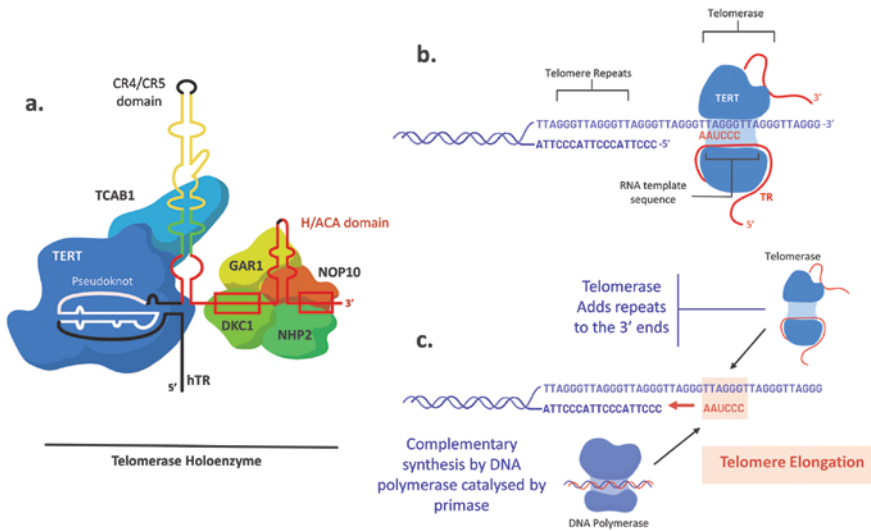 a.
CR4/CR5
domain
TCAB1
H/ACA domain
TERT
GAR1
NOP10
Pseudoknot
3'
DKC1
NHP2
5'
hTR
Telomerase Holoenzyme
b.
Telomerase
Telomere Repeats
TERT
3'
TTAGGGTTAGGGTTAGGGTTAGGGTTAGGGTTAGGGTTAGGG -3'
AAUCCC
ATTCCCATTCCCATTCCC -5'
RNA template
sequence
TR
5'
Telomerase
Telomerase
Adds repeats
to the 3' ends
c.
TTAGGGTTAGGGTTAGGGTTAGGGTTAGGGTTAGGGTTAGGG
ATTCCCATTCCCATTCCC
AAUCCC
Complementary
synthesis by DNA
polymerase catalysed by
primase
Telomere Elongation
DNA Polymerase